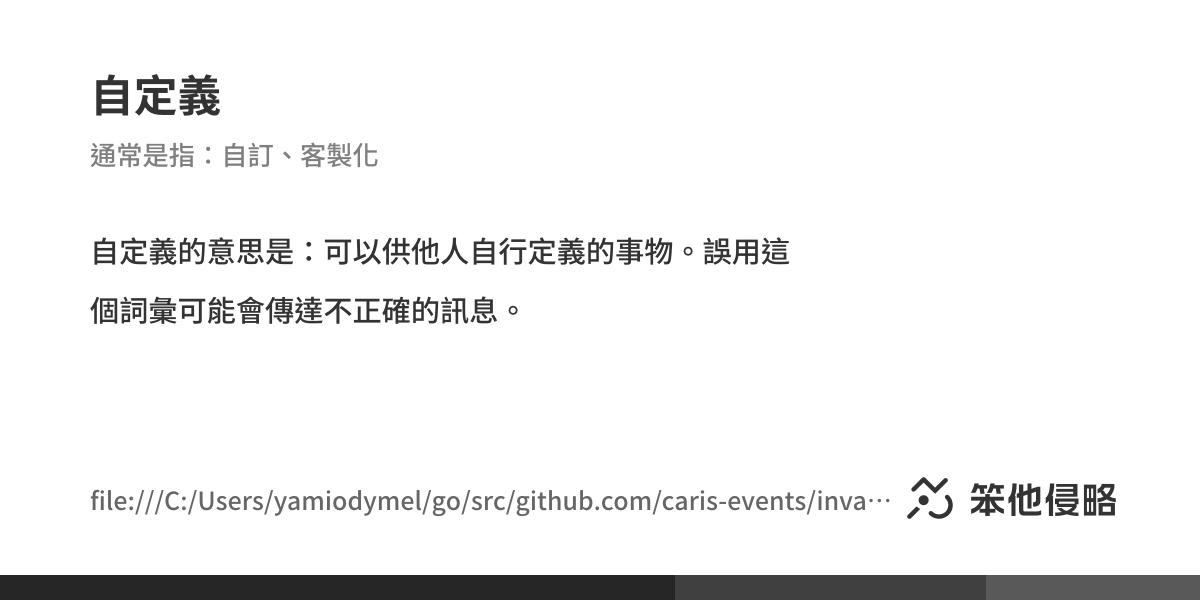 自定義
通常是指：自訂、客製化
自定義的意思是：可以供他人自行定義的事物。誤用這
個詞彙可能會傳達不正確的訊息。
file:///C:/Users/yamiodymel/go/src/github.com/caris-events/inva…
笨他侵略